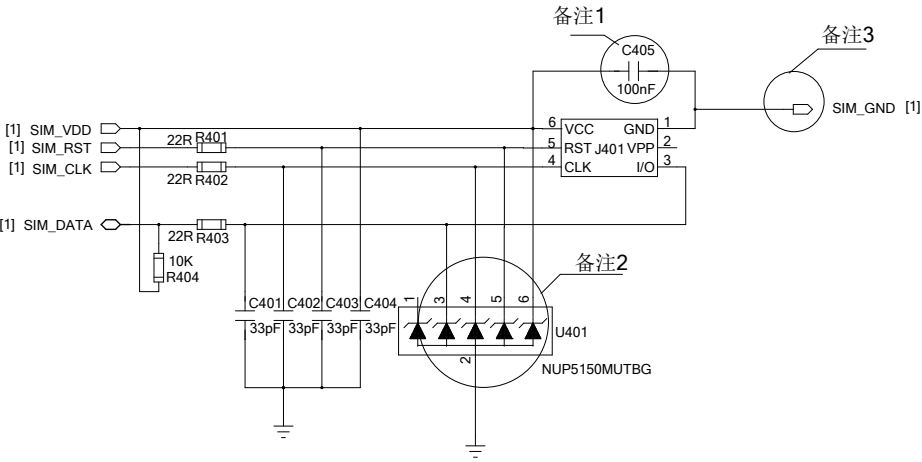 备注1
备注3
C405
100nF
SIM_GND [1]
[1] SIM_VDD
6 VCC GND 1
22R R401
[1] SIM_RST
5 RST J401 VPP 2
[1] SIM_CLK
4 CLK I/O 3
22R R402
[1] SIM_DATA
22R R403
备注2
10K
R404
1 3 4 5 6
C401 C402 C403 C404
33pF 33pF 33pF 33pF
U401
2
NUP5150MUTBG